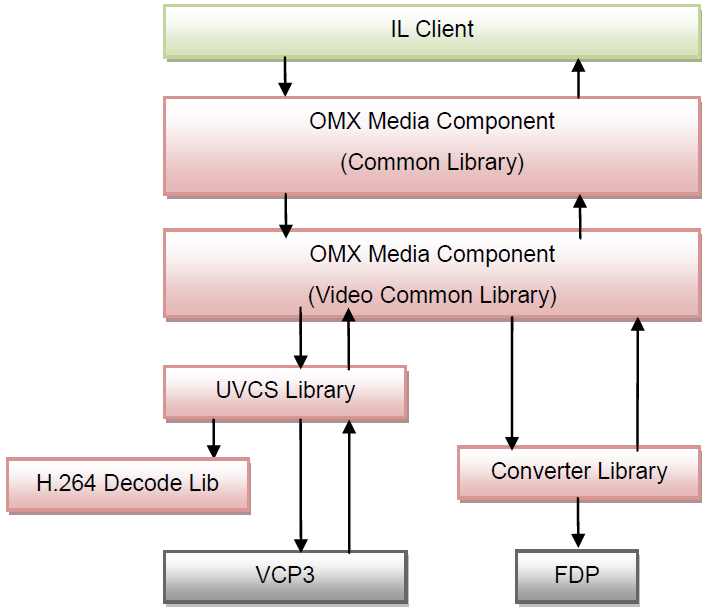 IL Client
OMX Media Component
(Common Library)
OMX Media Component
(Video Common Library)
UVCS Library
H.264 Decode Lib
Converter Library
VCP3
FDP